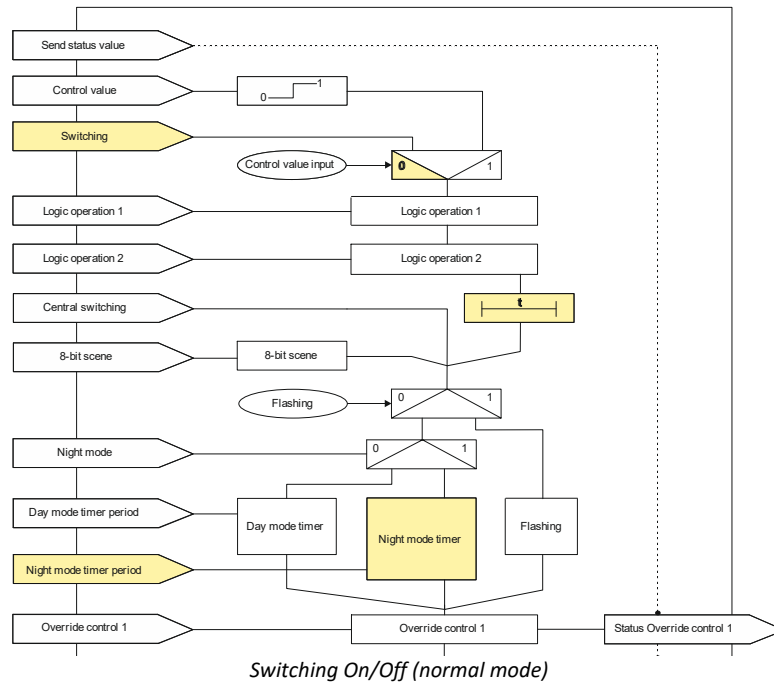 Send status value
Control value
0 1
Switching
Control value input
0 1
Logic operation 1
Logic operation 1
Logic operation 2
Logic operation 2
Central switching
t
8-bit scene
8-bit scene
Flashing
0 1
Night mode
0 1
Day mode timer period
Day mode timer
Night mode timer
Flashing
Night mode timer period
Override control 1
Override control 1
Status Override control 1
Switching On/Off (normal mode)